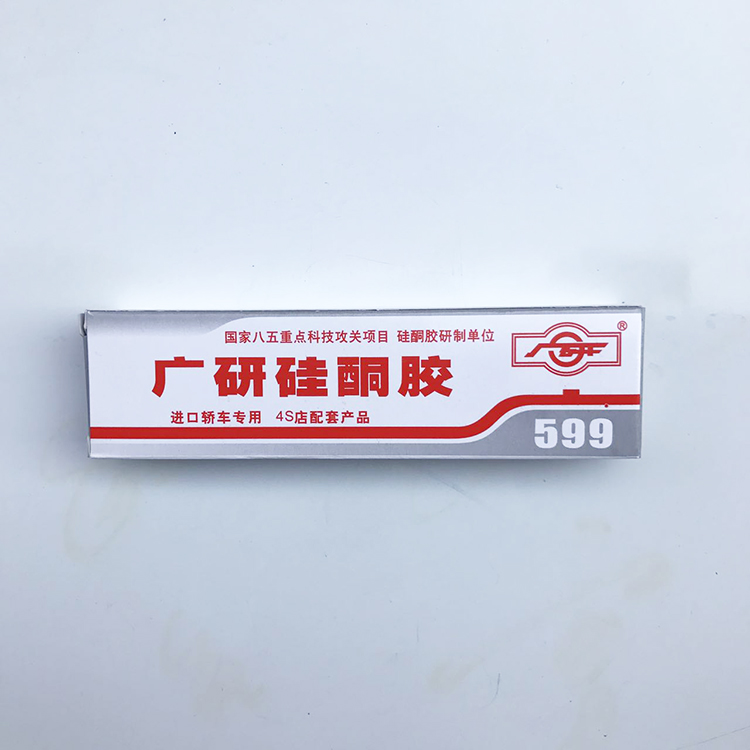 国家八五重点科技攻关项目 硅酮胶研制单位
广研硅酮胶
进口轿车专用 4S店配套产品
广研
®
599